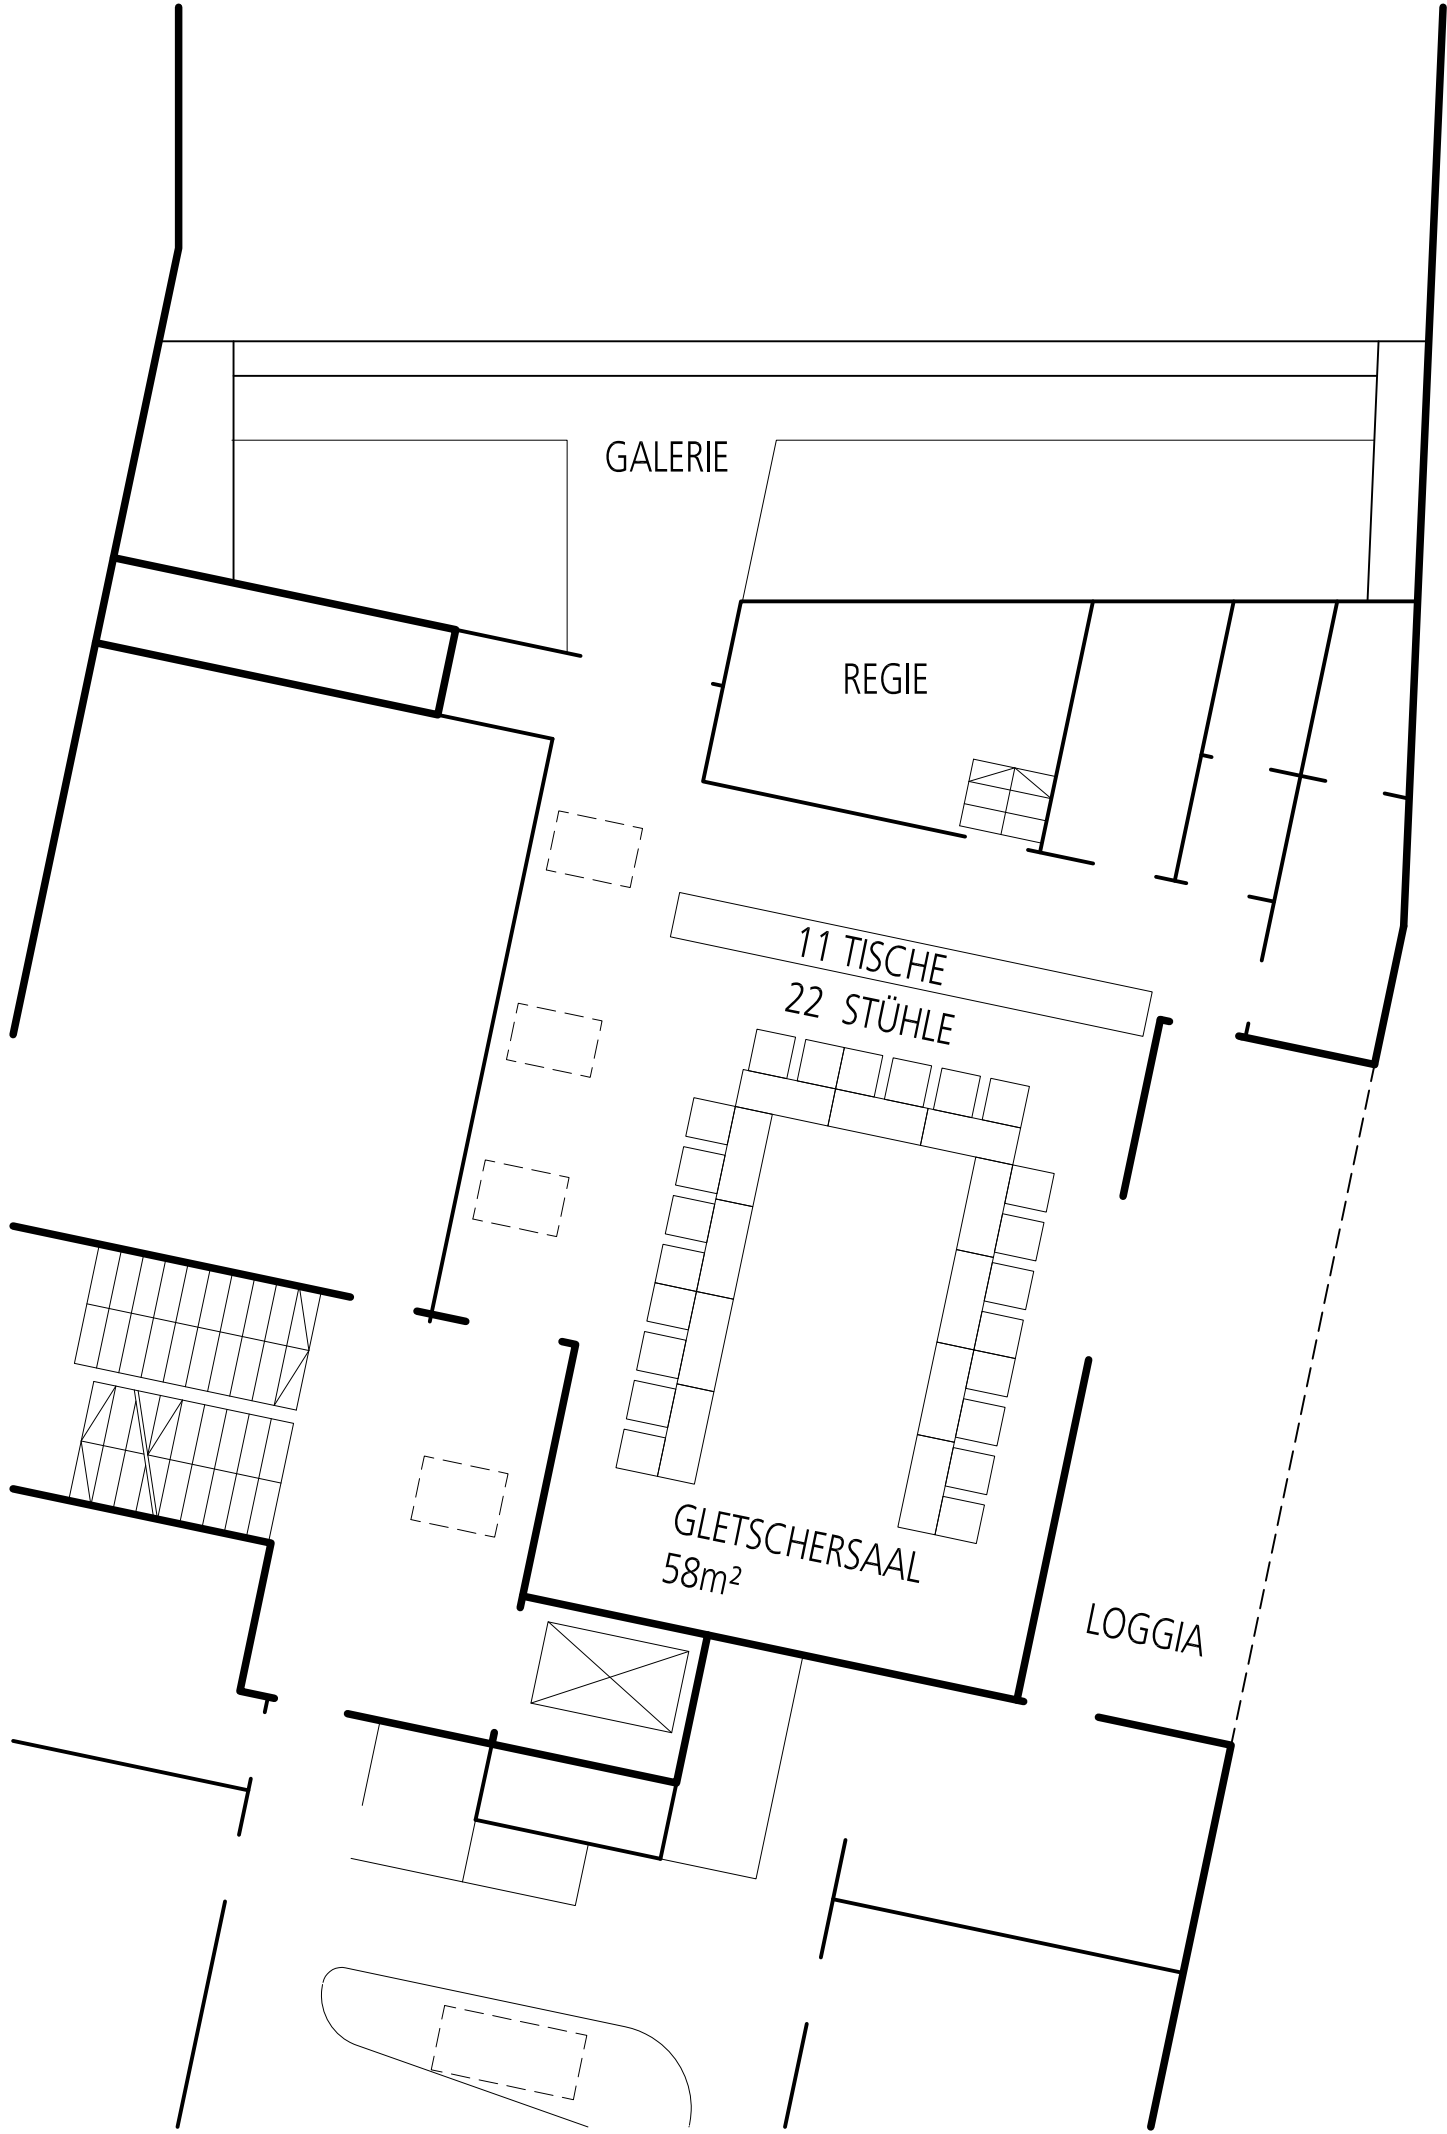 GALERIE
REGIE
11 TISCHE
22 STÜHLE
GLETSCHERSAAL
58m²
LOGGIA